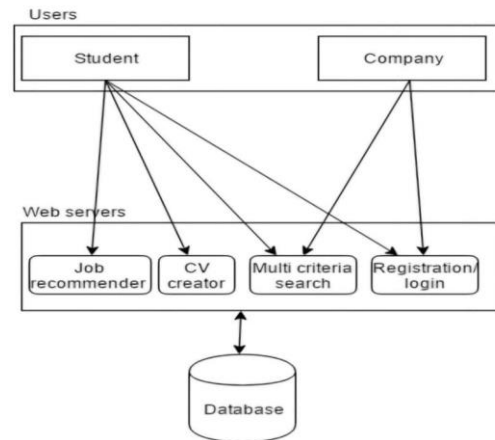 Users
Student
Company
Web servers
Job
recommender
CV
creator
Multi criteria
search
Registration/
login
Database